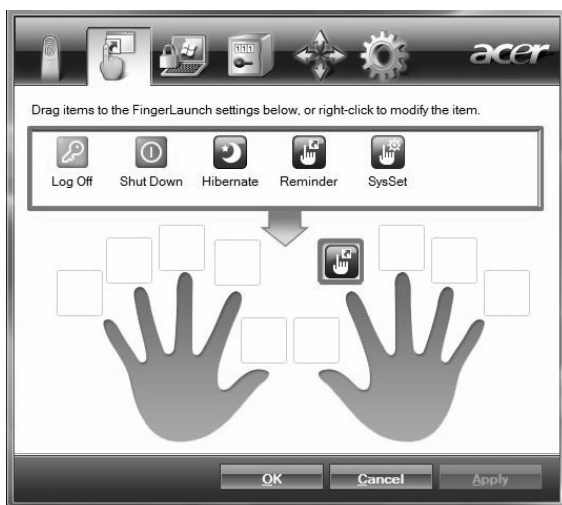 acer
Drag items to the FingerLaunch settings below, or right-click to modify the item.
Log Off Shut Down Hibernate Reminder SysSet
OK Cancel Apply